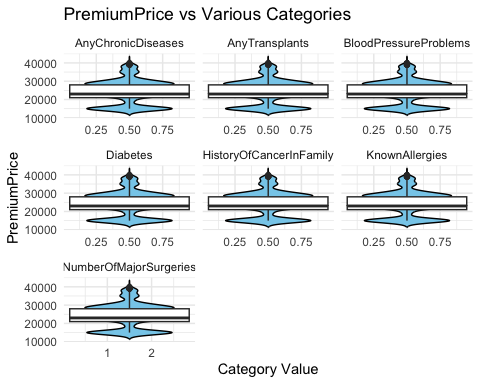 PremiumPrice vs Various Categories
AnyChronicDiseases AnyTransplants BloodPressureProblems
40000
30000
20000
10000
0.25 0.50 0.75 0.25 0.50 0.75 0.25 0.50 0.75
Diabetes HistoryOfCancerInFamily KnownAllergies
40000
30000
20000
10000
0.25 0.50 0.75 0.25 0.50 0.75 0.25 0.50 0.75
NumberOfMajorSurgeries
40000
30000
20000
10000
1 2
PremiumPrice
Category Value